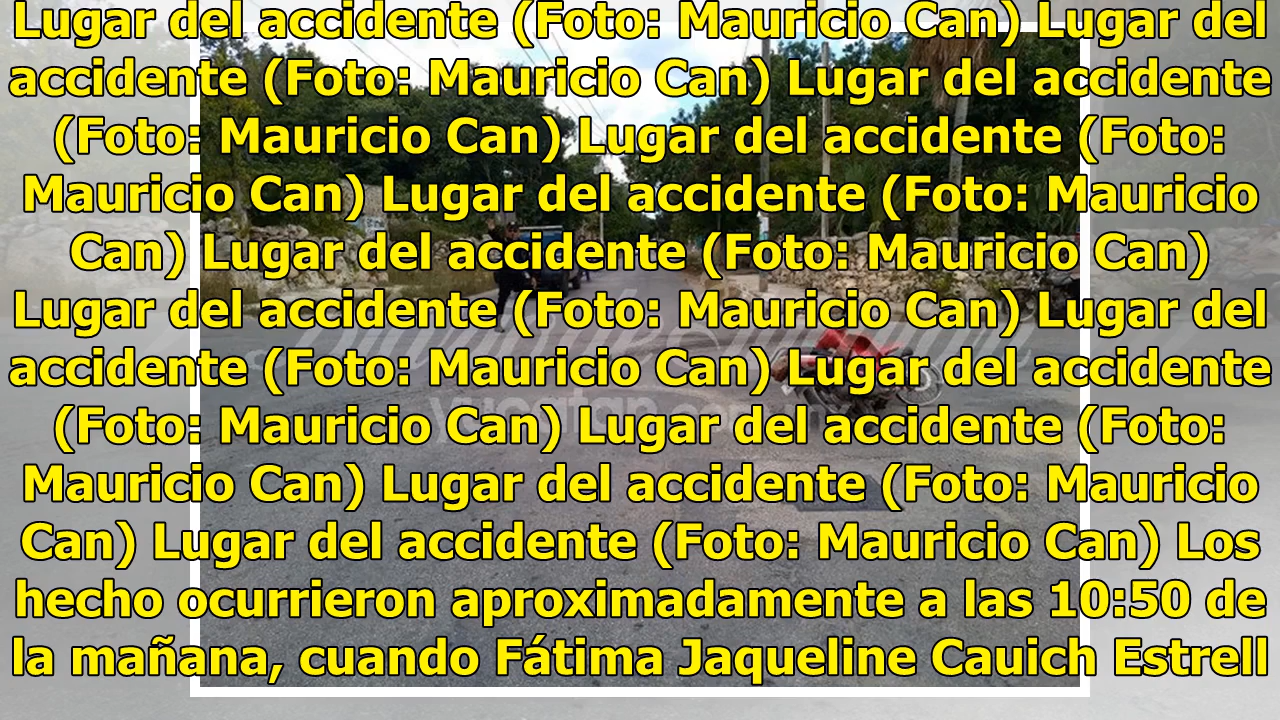 Lugar del accidente (Foto: Mauricio Can) Lugar del
accidente (Foto: Mauricio Can) Lugar del accidente
(Foto: Mauricio Can) Lugar del accidente (Foto:
Mauricio Can) Lugar del accidente (Foto: Mauricio
Can) Lugar del accidente (Foto: Mauricio Can)
Lugar del accidente (Foto: Mauricio Can) Lugar del
accidente (Foto: Mauricio Can) Lugar del accidente
(Foto: Mauricio Can) Lugar del accidente (Foto:
Mauricio Can) Lugar del accidente (Foto: Mauricio
Can) Lugar del accidente (Foto: Mauricio Can) Los
hecho ocurrieron aproximadamente a las 10:50 de
la mañana, cuando Fátima Jaqueline Cauich Estrell